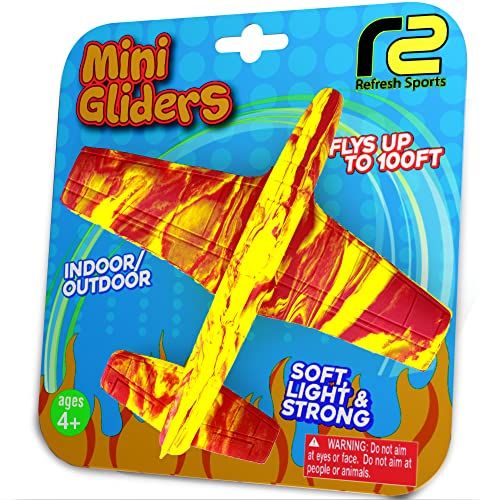 Mini
Gliders
r2
Refresh Sports
FLYS UP
TO 100FT
INDOOR/
OUTDOOR
SOFT,
LIGHT &
STRONG
ages
4+
WARNING: Do not aim
at eyes or face. Do not aim at
people or animals.